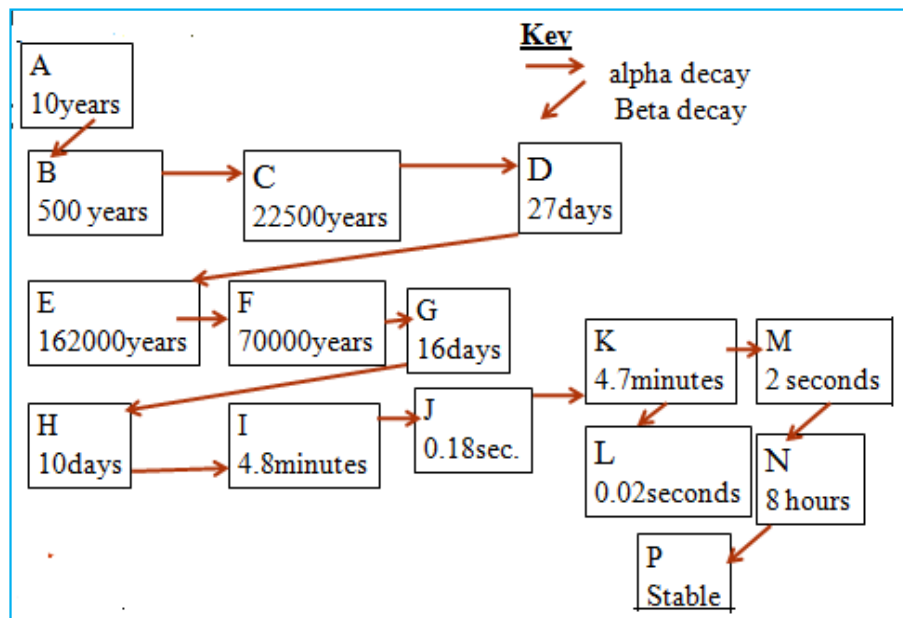 Kev
alpha decay
Beta decay
A
10years
B
500 years
C
22500years
D
27days
E
162000years
F
70000years
G
16days
K
4.7minutes
M
2 seconds
H
10days
I
4.8minutes
J
0.18sec.
L
0.02seconds
N
8 hours
P
Stable